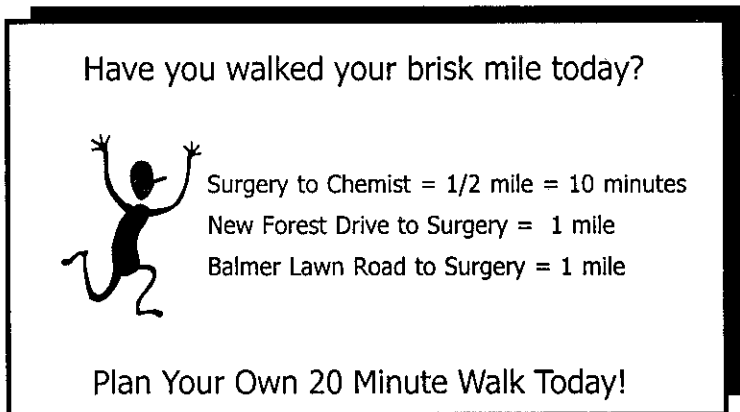 Have you walked your brisk mile today?
Surgery to Chemist = 1/2 mile = 10 minutes
New Forest Drive to Surgery = 1 mile
Balmer Lawn Road to Surgery = 1 mile
Plan Your Own 20 Minute Walk Today!